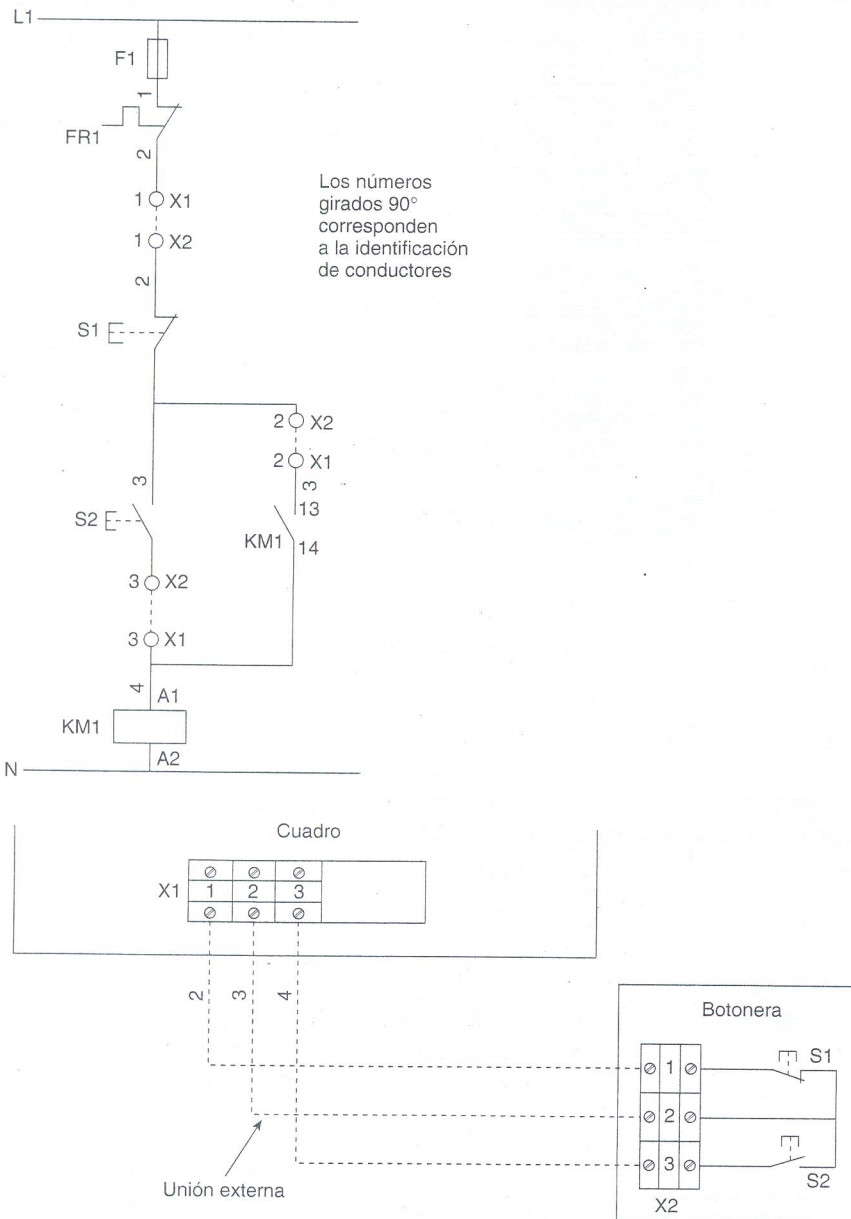 L1
F1
1
FR1
2
1 X1
1 X2
2
S1
2 X2
2 X1
3
3
13
S2
KM1
14
3 X2
3 X1
4
A1
KM1
A2
N
Los números
girados 90°
corresponden
a la identificación
de conductores
Cuadro
X1 1 2 3
2 3 4
Botonera
1
S1
2
3
S2
X2
Unión externa